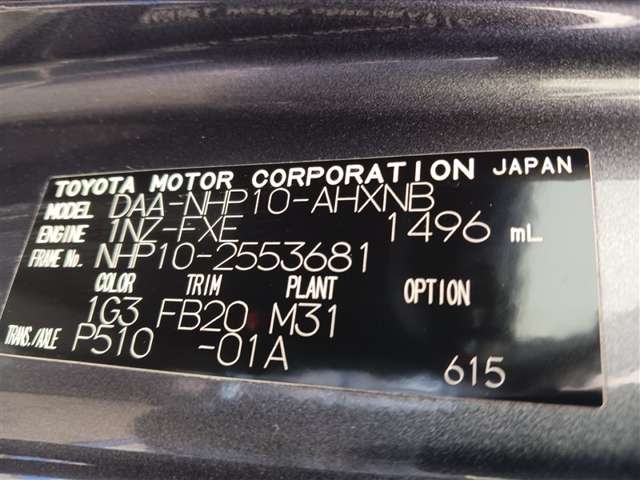 TOYOTA MOTOR CORPORATION JAPAN
MODEL DAA-NHP10-AHXNB
ENGINE 1NZ-FXE 1496 mL
FRAME No. NHP10-2553681
COLOR TRIM PLANT OPTION
1G3 FB20 M31
TRANS./AXLE P510 -01A
615